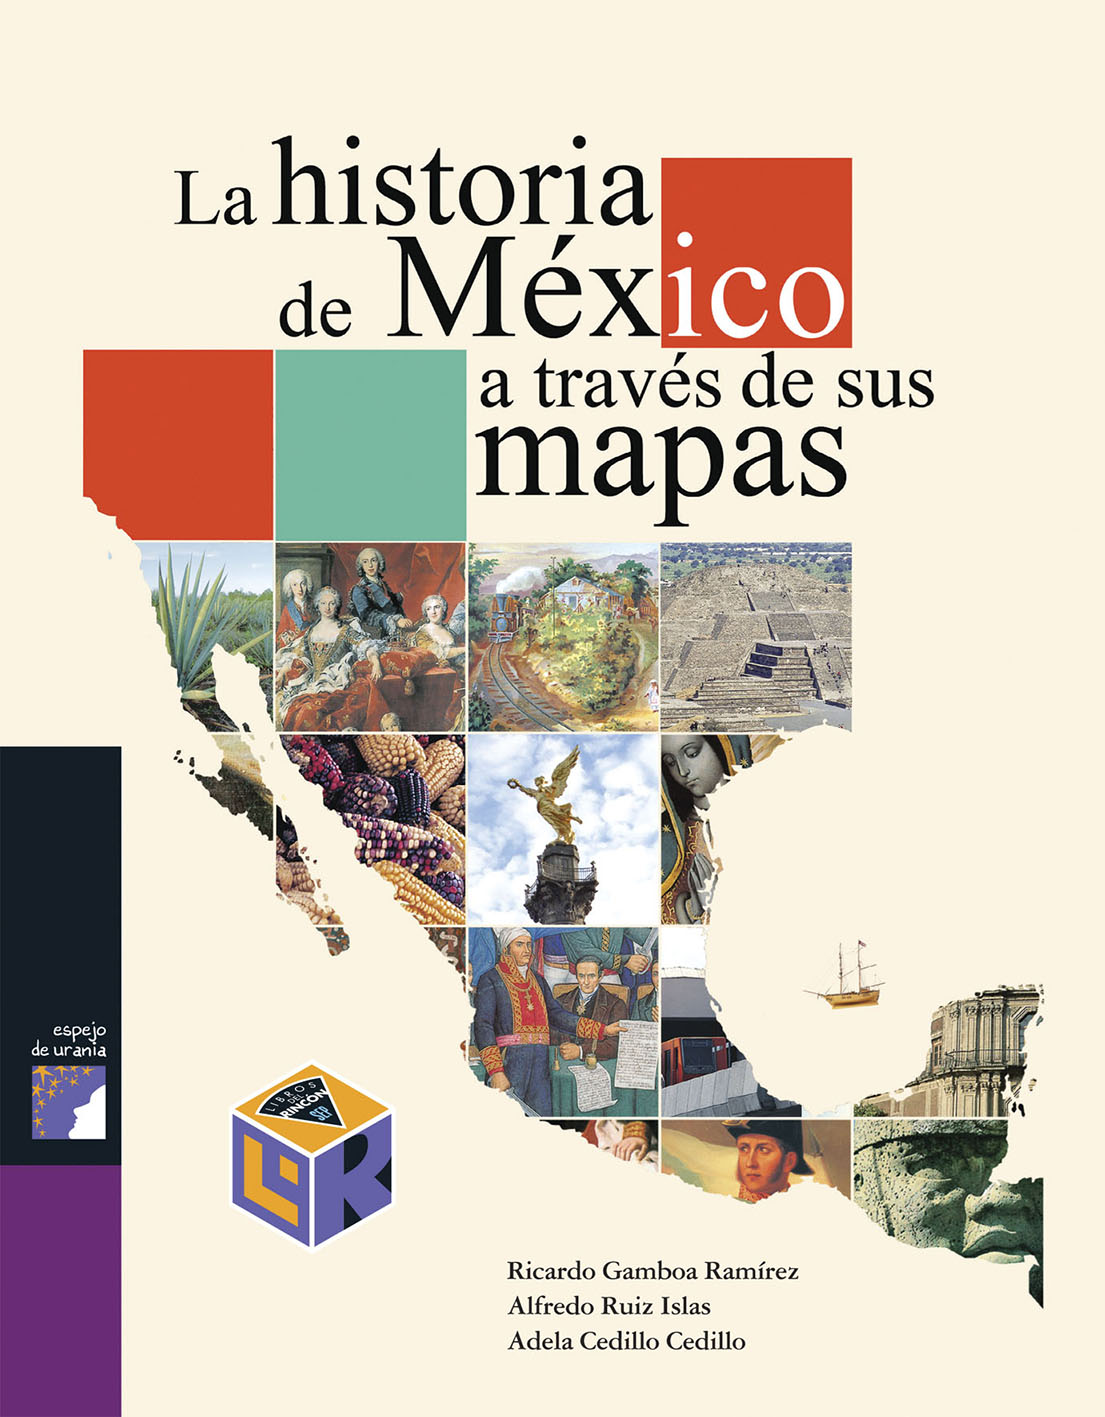 La historia
de México
a través de sus
mapas
espejo
de urania
LIBROS
DEL
RINCÓN
SEP
LR
Ricardo Gamboa Ramírez
Alfredo Ruiz Islas
Adela Cedillo Cedillo